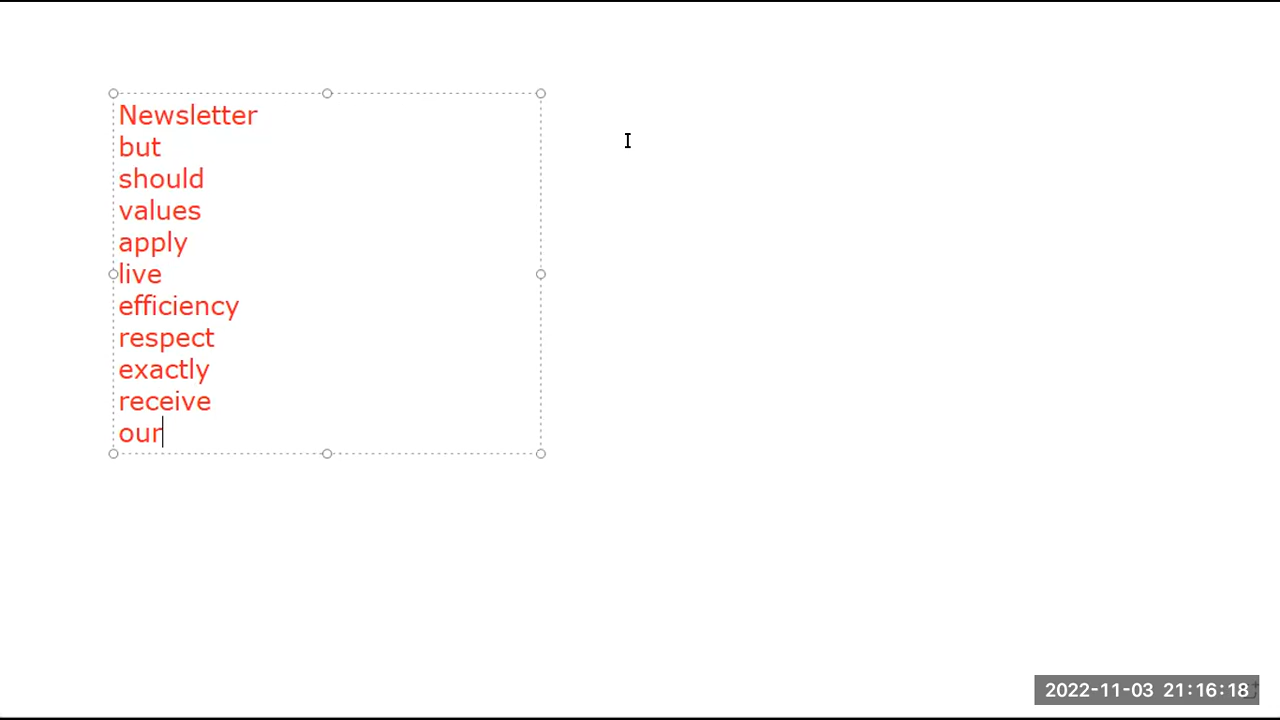 Newsletter
but
should
values
apply
live
efficiency
respect
exactly
receive
our
2022-11-03 21:16:18